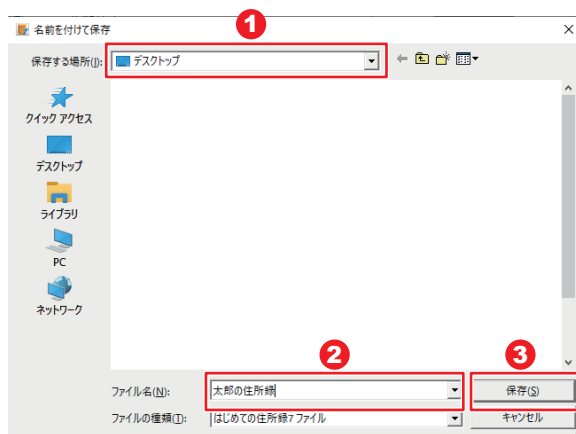 1
名前を付けて保存
保存する場所(I): デスクトップ
クイック アクセス
デスクトップ
ライブラリ
PC
ネットワーク
2
3
ファイル名(N): 太郎の住所録 保存(S)
ファイルの種類(T): はじめての住所録7 ファイル キャンセル